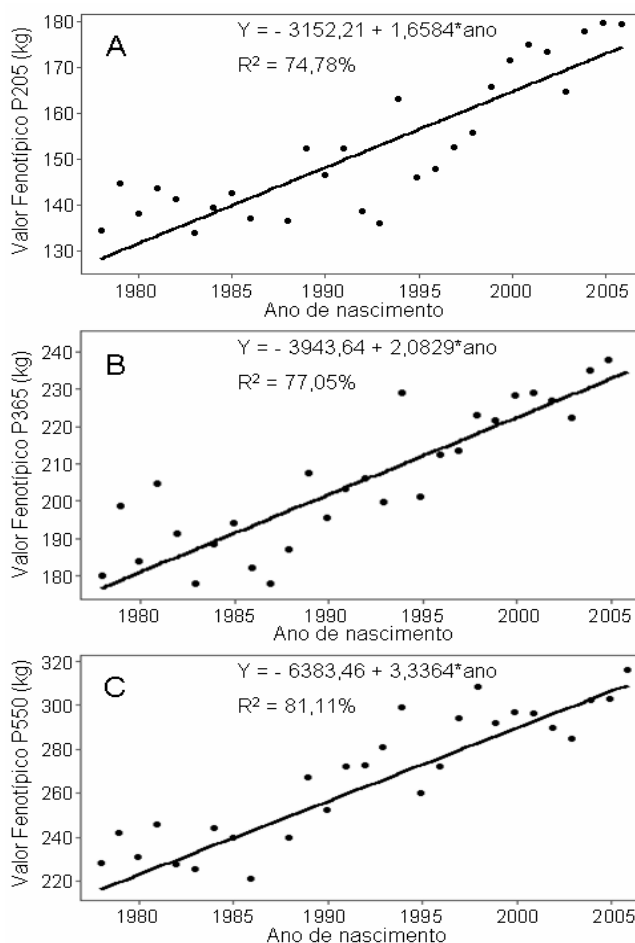 A
Y = - 3152,21 + 1,6584*ano
R² = 74,78%
Valor Fenotípico P205 (kg)
180
170
160
150
140
130
1980 1985 1990 1995 2000 2005
Ano de nascimento
B
Y = - 3943,64 + 2,0829*ano
R² = 77,05%
Valor Fenotípico P365 (kg)
240
230
220
210
200
190
180
1980 1985 1990 1995 2000 2005
Ano de nascimento
C
Y = - 6383,46 + 3,3364*ano
R² = 81,11%
Valor Fenotípico P550 (kg)
320
300
280
260
240
220
1980 1985 1990 1995 2000 2005
Ano de nascimento